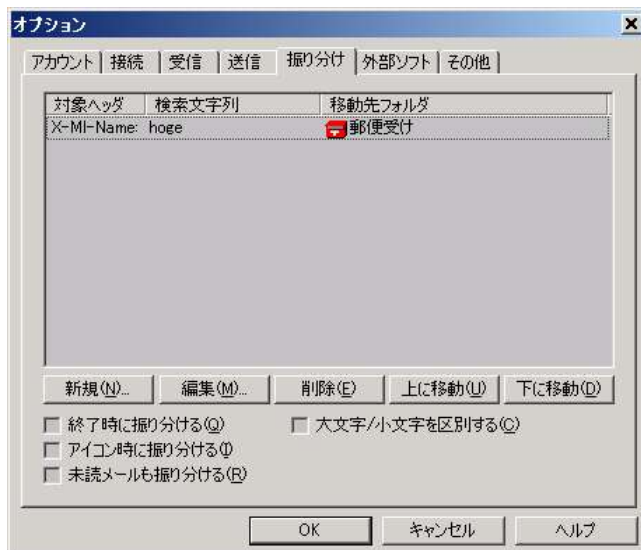 オプション
アカウント 接続 受信 送信 振り分け 外部ソフト その他
対象ヘッダ 検索文字列 移動先フォルダ
X-Ml-Name: hoge 郵便受け
新規(N)... 編集(M)... 削除(E) 上に移動(U) 下に移動(D)
終了時に振り分ける(Q) 大文字/小文字を区別する(C)
アイコン時に振り分ける(I)
未読メールも振り分ける(R)
OK キャンセル ヘルプ